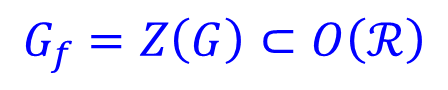 G_f = Z(G) ⊂ O(ℛ)